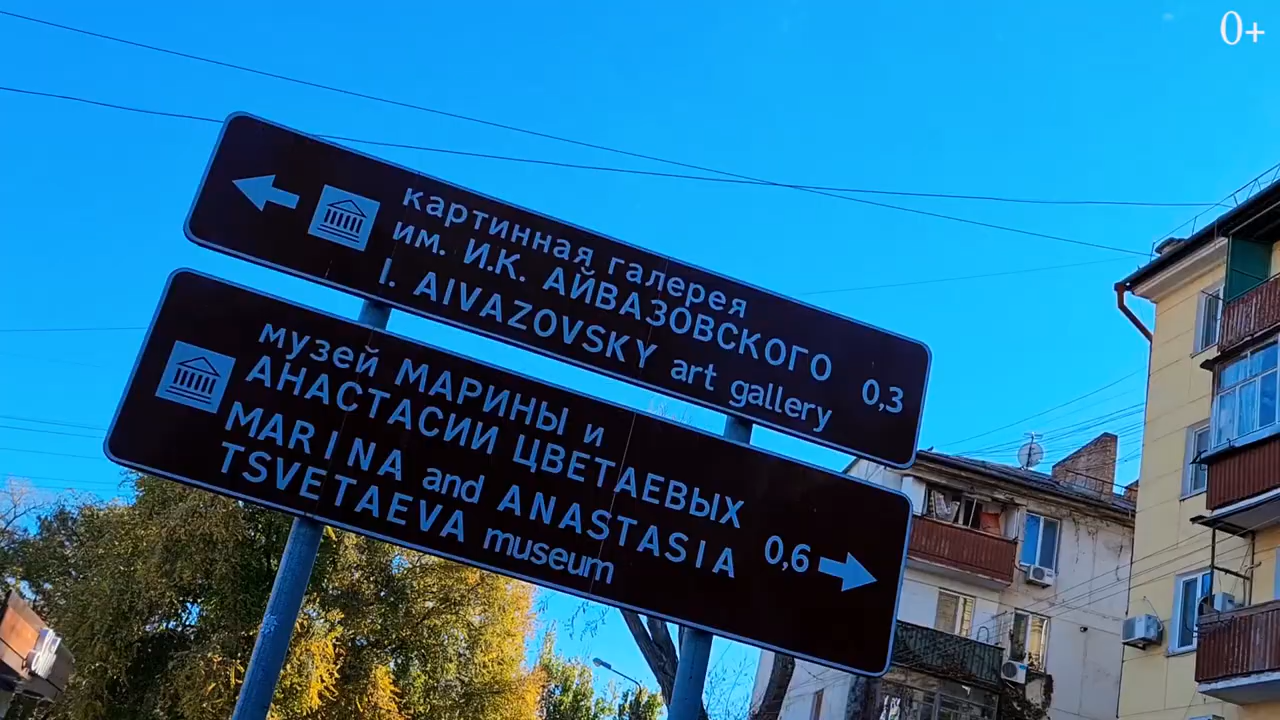 0+
картинная галерея
им. И.К. АЙВАЗОВСКОГО
I. AIVAZOVSKY art gallery
0,3
музей МАРИНЫ и
АНАСТАСИИ ЦВЕТАЕВЫХ
MARINA and ANASTASIA
TSVETAEVA museum
0,6